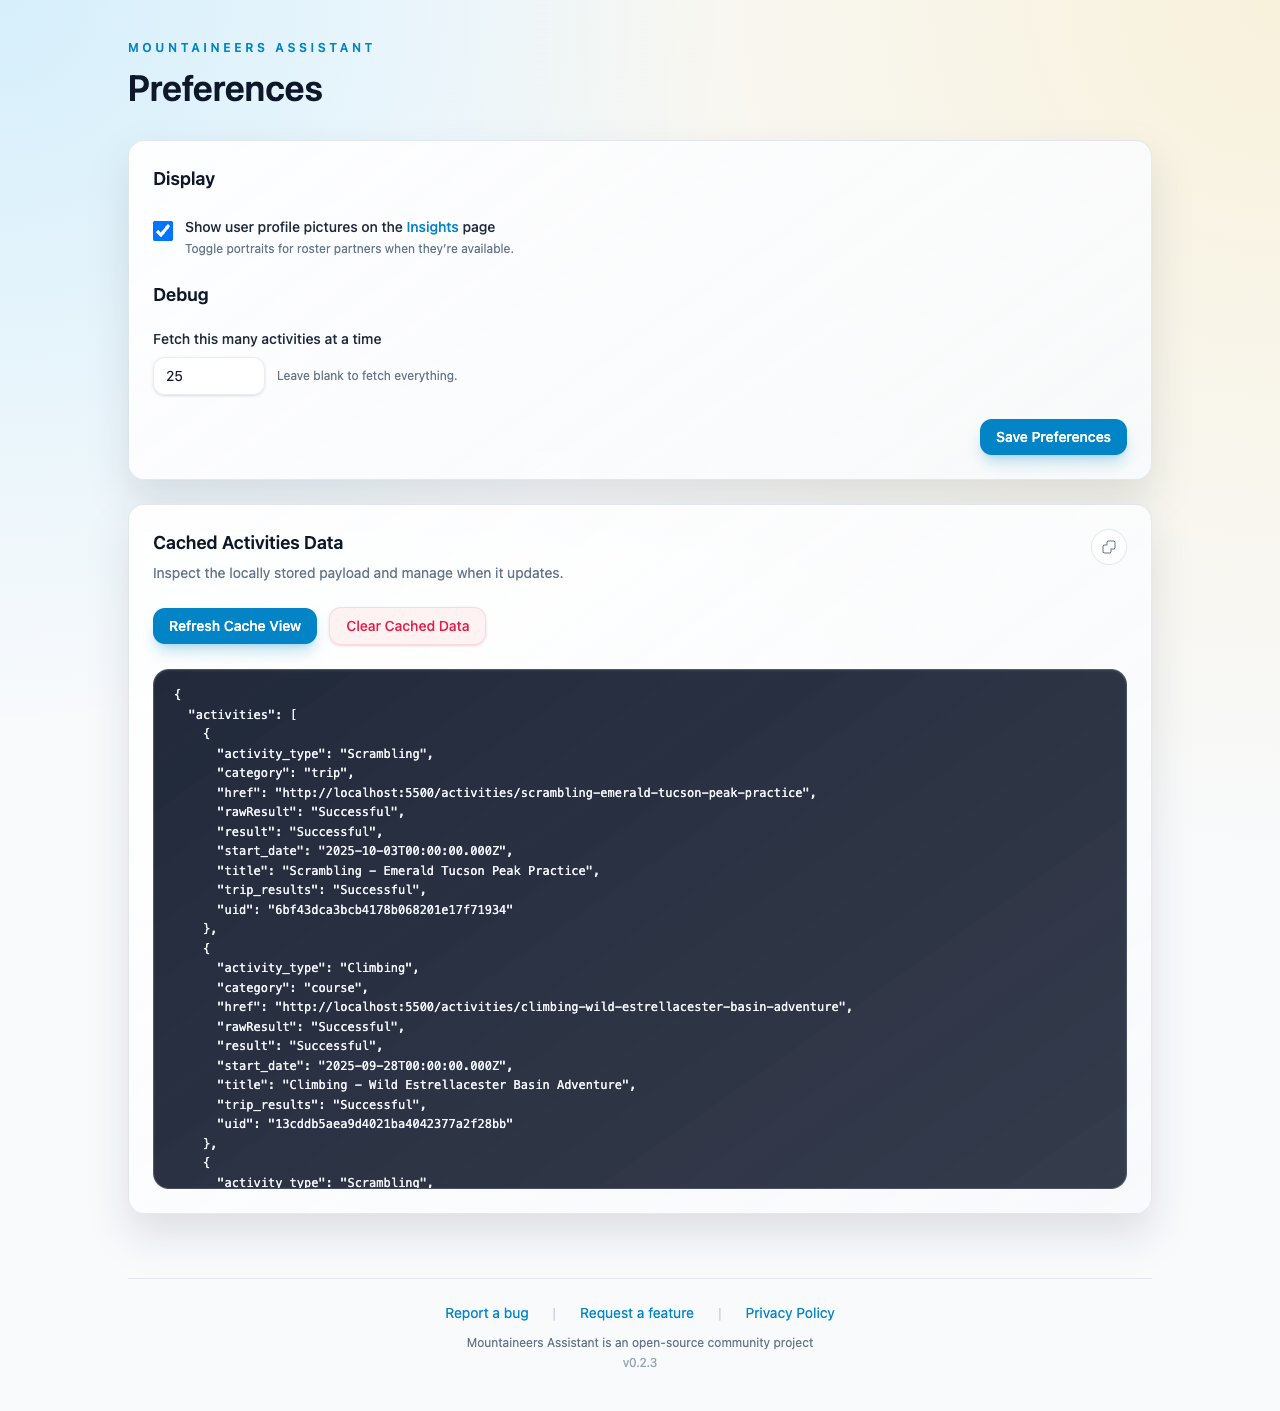 MOUNTAINEERS ASSISTANT
Preferences
Display
Show user profile pictures on the Insights page
Toggle portraits for roster partners when they’re available.
Debug
Fetch this many activities at a time
25 Leave blank to fetch everything.
Save Preferences
Cached Activities Data
Inspect the locally stored payload and manage when it updates.
Refresh Cache View Clear Cached Data
{
  "activities": [
    {
      "activity_type": "Scrambling",
      "category": "trip",
      "href": "http://localhost:5500/activities/scrambling-emerald-tucson-peak-practice",
      "rawResult": "Successful",
      "result": "Successful",
      "start_date": "2025-10-03T00:00:00.000Z",
      "title": "Scrambling - Emerald Tucson Peak Practice",
      "trip_results": "Successful",
      "uid": "6bf43dca3bcb4178b068201e17f71934"
    },
    {
      "activity_type": "Climbing",
      "category": "course",
      "href": "http://localhost:5500/activities/climbing-wild-estrellacester-basin-adventure",
      "rawResult": "Successful",
      "result": "Successful",
      "start_date": "2025-09-28T00:00:00.000Z",
      "title": "Climbing - Wild Estrellacester Basin Adventure",
      "trip_results": "Successful",
      "uid": "13cddb5aea9d4021ba4042377a2f28bb"
    },
    {
      "activity_type": "Scrambling",
Report a bug | Request a feature | Privacy Policy
Mountaineers Assistant is an open-source community project
v0.2.3